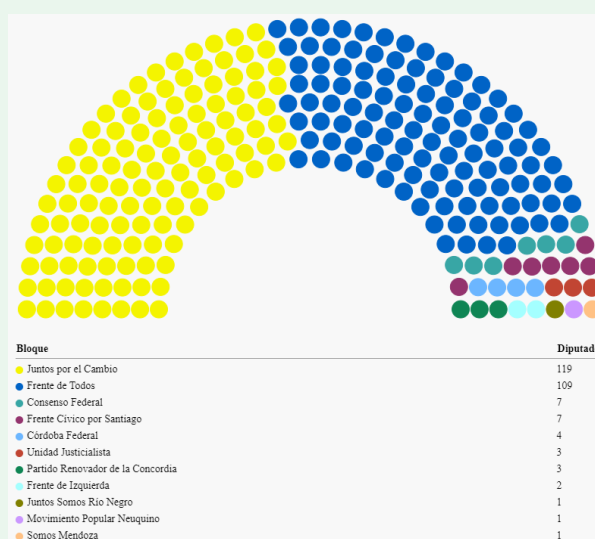 Bloque Diputad
Juntos por el Cambio 119
Frente de Todos 109
Consenso Federal 7
Frente Cívico por Santiago 7
Córdoba Federal 4
Unidad Justicialista 3
Partido Renovador de la Concordia 3
Frente de Izquierda 2
Juntos Somos Río Negro 1
Movimiento Popular Neuquino 1
Somos Mendoza 1